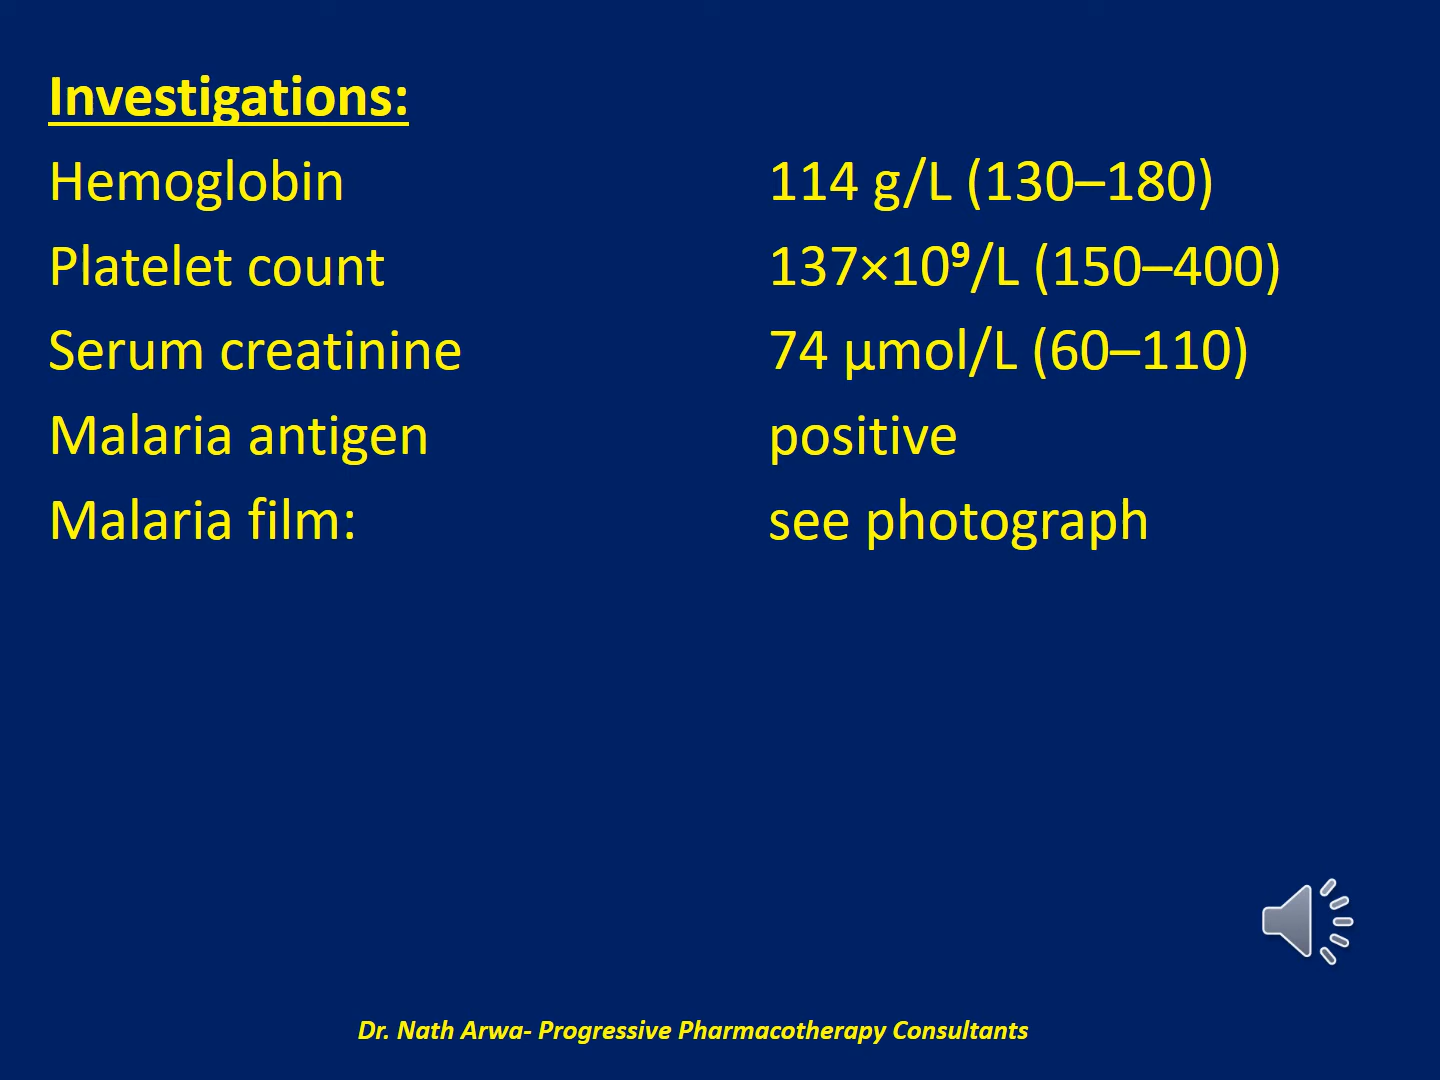 Investigations:
Hemoglobin 114 g/L (130–180)
Platelet count 137×10⁹/L (150–400)
Serum creatinine 74 µmol/L (60–110)
Malaria antigen positive
Malaria film: see photograph
Dr. Nath Arwa- Progressive Pharmacotherapy Consultants